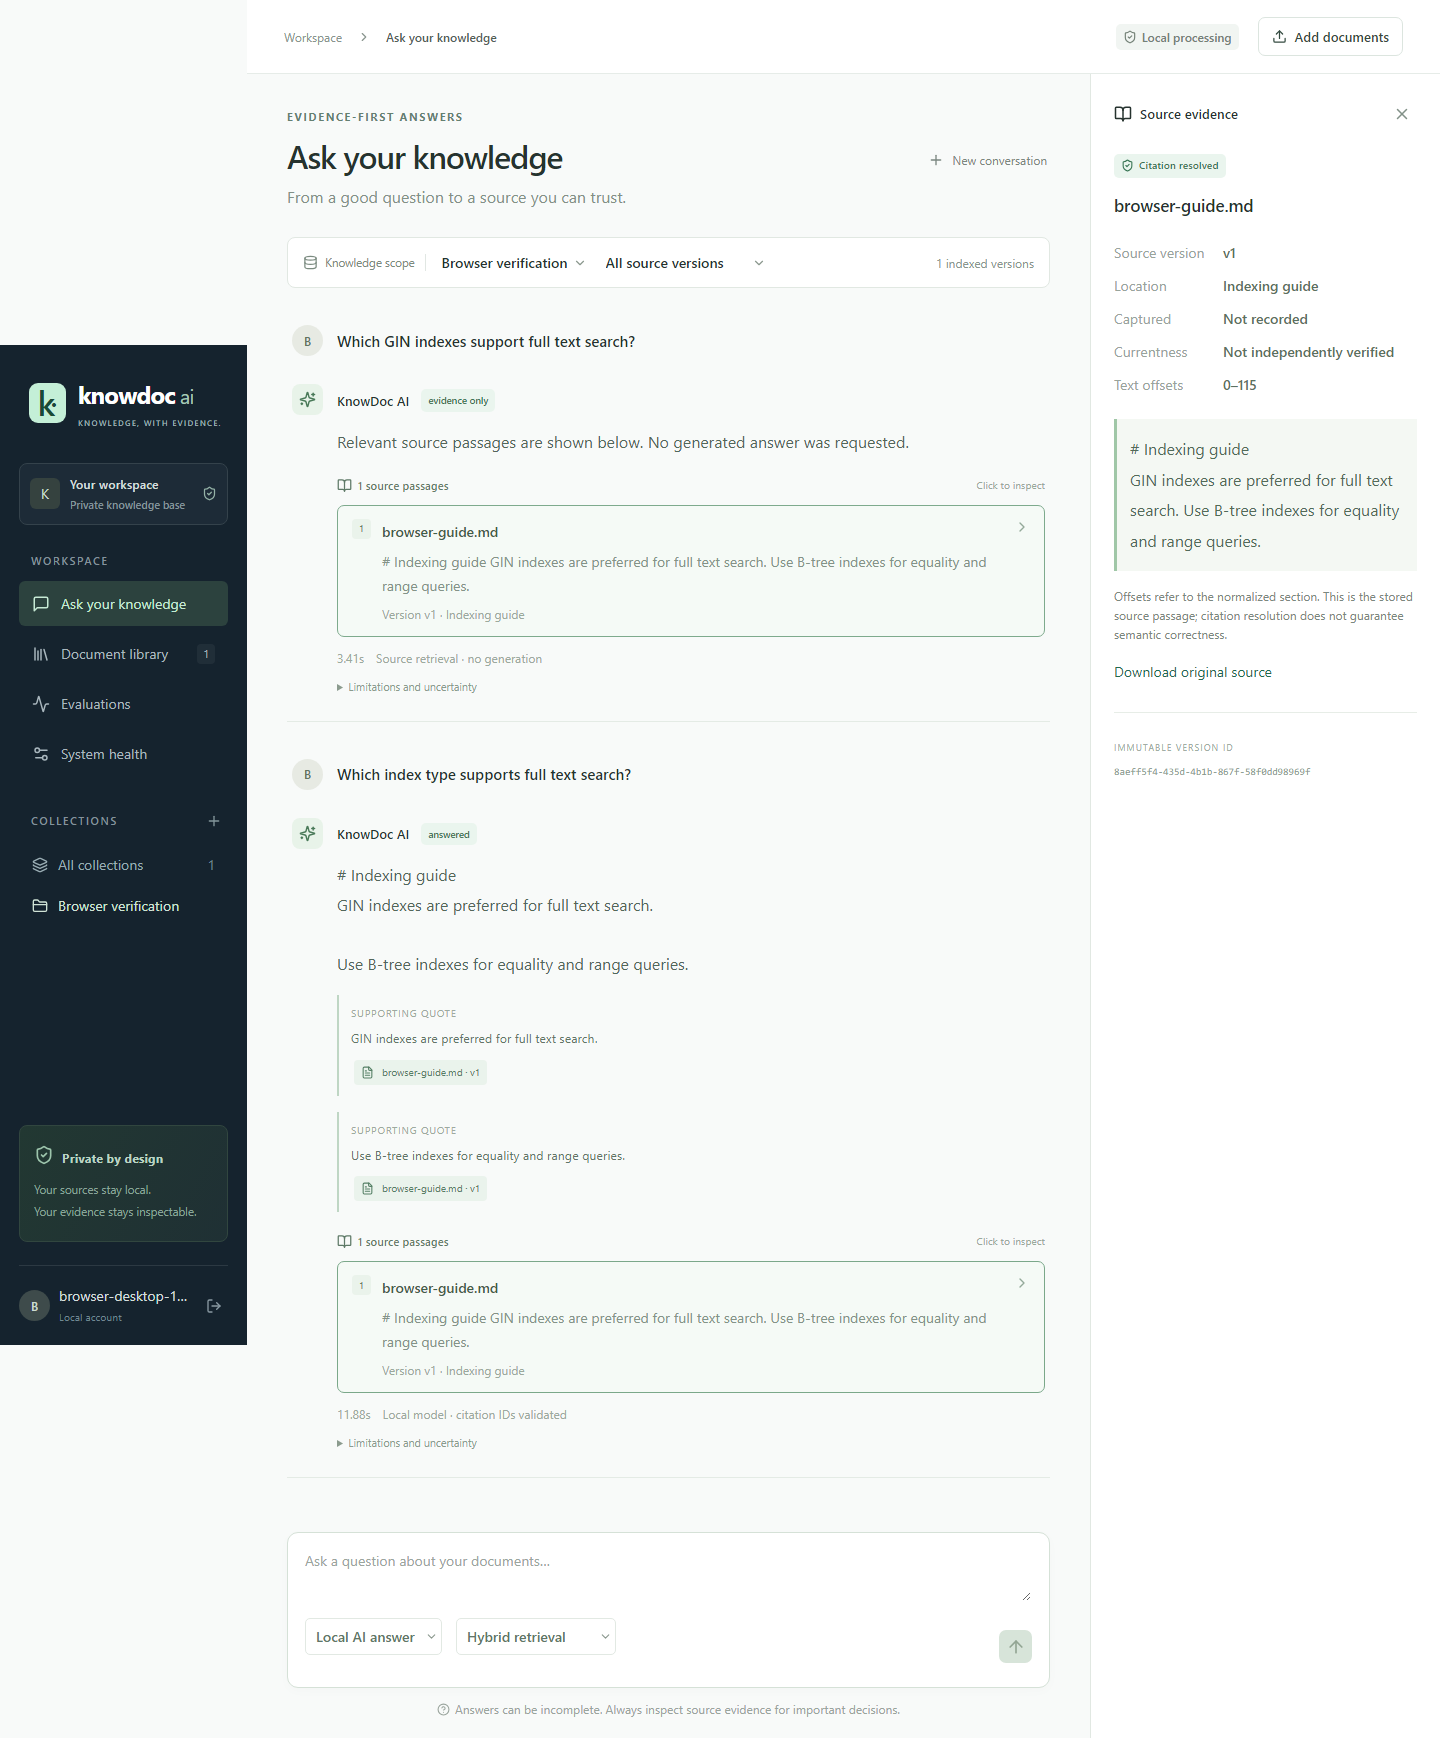 Workspace
Ask your knowledge
Local processing
Add documents
knowdoc ai
KNOWLEDGE, WITH EVIDENCE.
K
Your workspace
Private knowledge base
WORKSPACE
Ask your knowledge
Document library 1
Evaluations
System health
COLLECTIONS
All collections 1
Browser verification
Private by design
Your sources stay local.
Your evidence stays inspectable.
B
browser-desktop-1...
Local account
EVIDENCE-FIRST ANSWERS
Ask your knowledge
New conversation
From a good question to a source you can trust.
Knowledge scope
Browser verification
All source versions
1 indexed versions
B
Which GIN indexes support full text search?
KnowDoc AI
evidence only
Relevant source passages are shown below. No generated answer was requested.
1 source passages
Click to inspect
1
browser-guide.md
# Indexing guide GIN indexes are preferred for full text search. Use B-tree indexes for equality and
range queries.
Version v1 · Indexing guide
3.41s Source retrieval · no generation
Limitations and uncertainty
B
Which index type supports full text search?
KnowDoc AI
answered
# Indexing guide
GIN indexes are preferred for full text search.
Use B-tree indexes for equality and range queries.
SUPPORTING QUOTE
GIN indexes are preferred for full text search.
browser-guide.md · v1
SUPPORTING QUOTE
Use B-tree indexes for equality and range queries.
browser-guide.md · v1
1 source passages
Click to inspect
1
browser-guide.md
# Indexing guide GIN indexes are preferred for full text search. Use B-tree indexes for equality and
range queries.
Version v1 · Indexing guide
11.88s Local model · citation IDs validated
Limitations and uncertainty
Ask a question about your documents...
Local AI answer
Hybrid retrieval
Answers can be incomplete. Always inspect source evidence for important decisions.
Source evidence
Citation resolved
browser-guide.md
Source version v1
Location Indexing guide
Captured Not recorded
Currentness Not independently verified
Text offsets 0–115
# Indexing guide
GIN indexes are preferred for full text
search. Use B-tree indexes for equality
and range queries.
Offsets refer to the normalized section. This is the stored
source passage; citation resolution does not guarantee
semantic correctness.
Download original source
IMMUTABLE VERSION ID
8aeff5f4-435d-4b1b-867f-58f0dd98969f